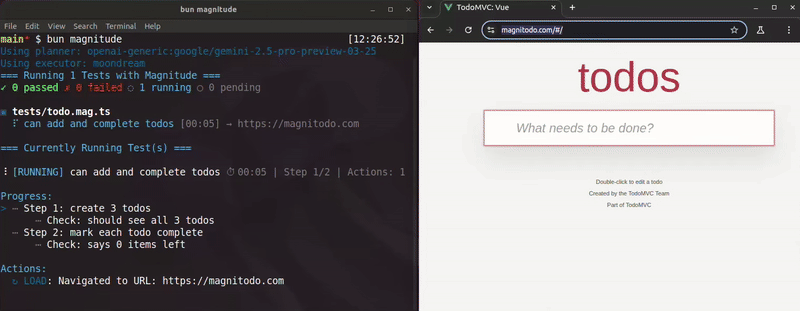 bun magnitude
File Edit View Search Terminal Help
main* $ bun magnitude [12:26:52]
Using planner: openai-generic:google/gemini-2.5-pro-preview-03-25
Using executor: moondream
=== Running 1 Tests with Magnitude ===
✓ 0 passed ✗ 0 failed ○ 1 running ○ 0 pending
tests/todo.mag.ts
can add and complete todos [00:05] → https://magnitodo.com
=== Currently Running Test(s) ===
[RUNNING] can add and complete todos ⏱ 00:05 | Step 1/2 | Actions: 1
Progress:
> ⋯ Step 1: create 3 todos
⋯ Check: should see all 3 todos
⋯ Step 2: mark each todo complete
⋯ Check: says 0 items left
Actions:
↻ LOAD: Navigated to URL: https://magnitodo.com
TodoMVC: Vue
magnitodo.com/#/
todos
What needs to be done?
Double-click to edit a todo
Created by the TodoMVC Team
Part of TodoMVC